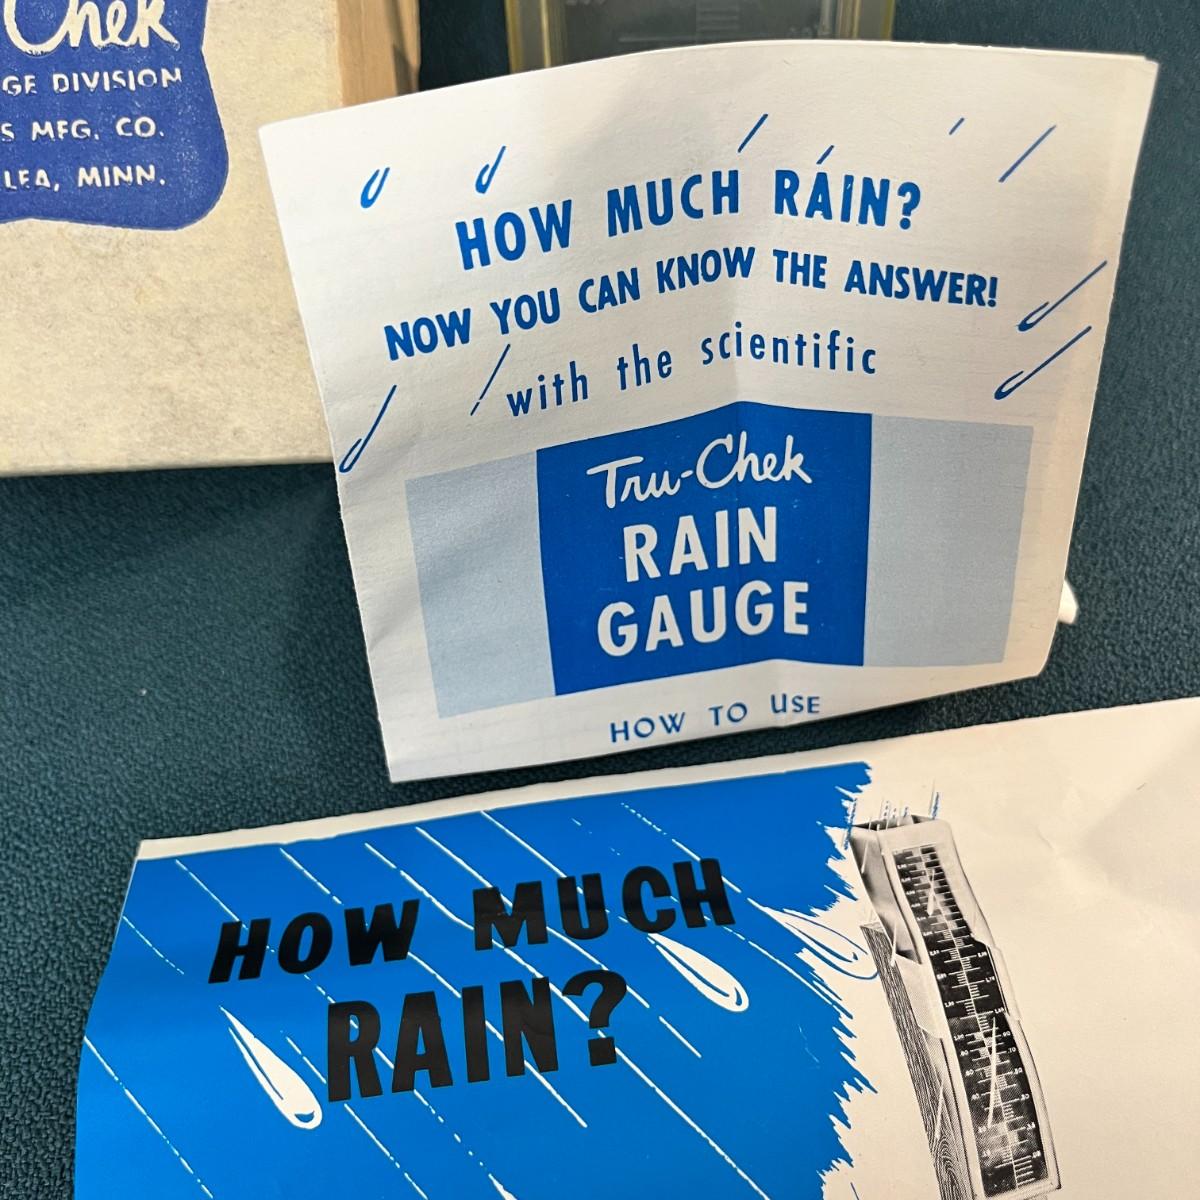 Chek
GE DIVISION
S MFG. CO.
LEA, MINN.
HOW MUCH RAIN?
NOW YOU CAN KNOW THE ANSWER!
with the scientific
Tru-Chek
RAIN
GAUGE
HOW TO USE
HOW MUCH
RAIN?